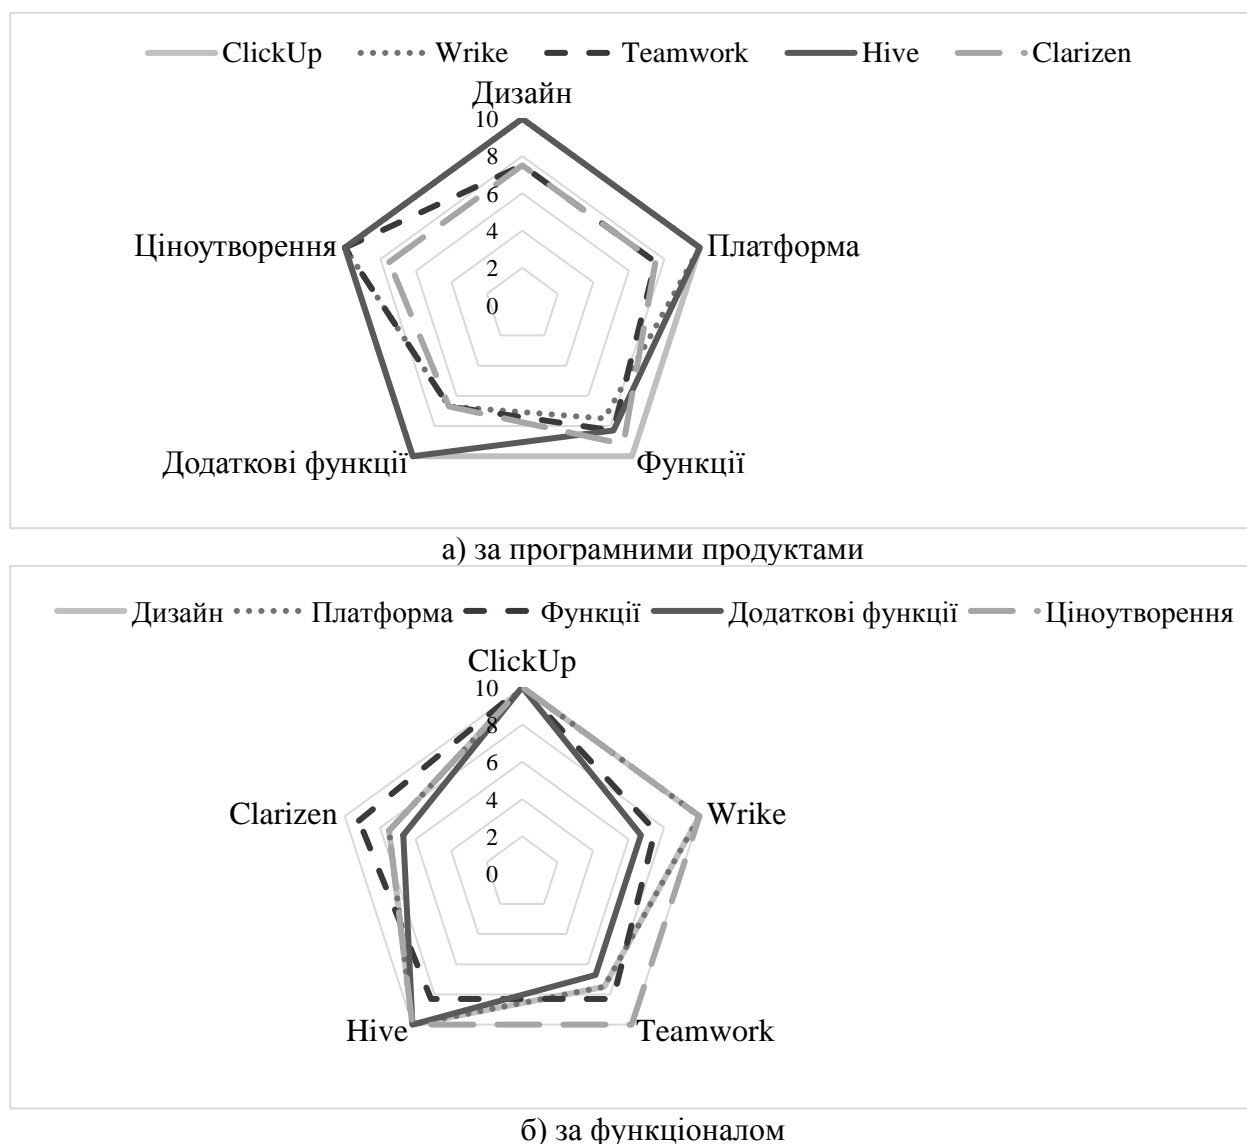 ClickUp Wrike Teamwork Hive Clarizen
Дизайн
10
8
6
4
2
0
Ціноутворення
Платформа
Додаткові функції
Функції
а) за програмними продуктами
Дизайн Платформа Функції Додаткові функції Ціноутворення
ClickUp
10
8
6
4
2
0
Clarizen
Wrike
Hive
Teamwork
б) за функціоналом